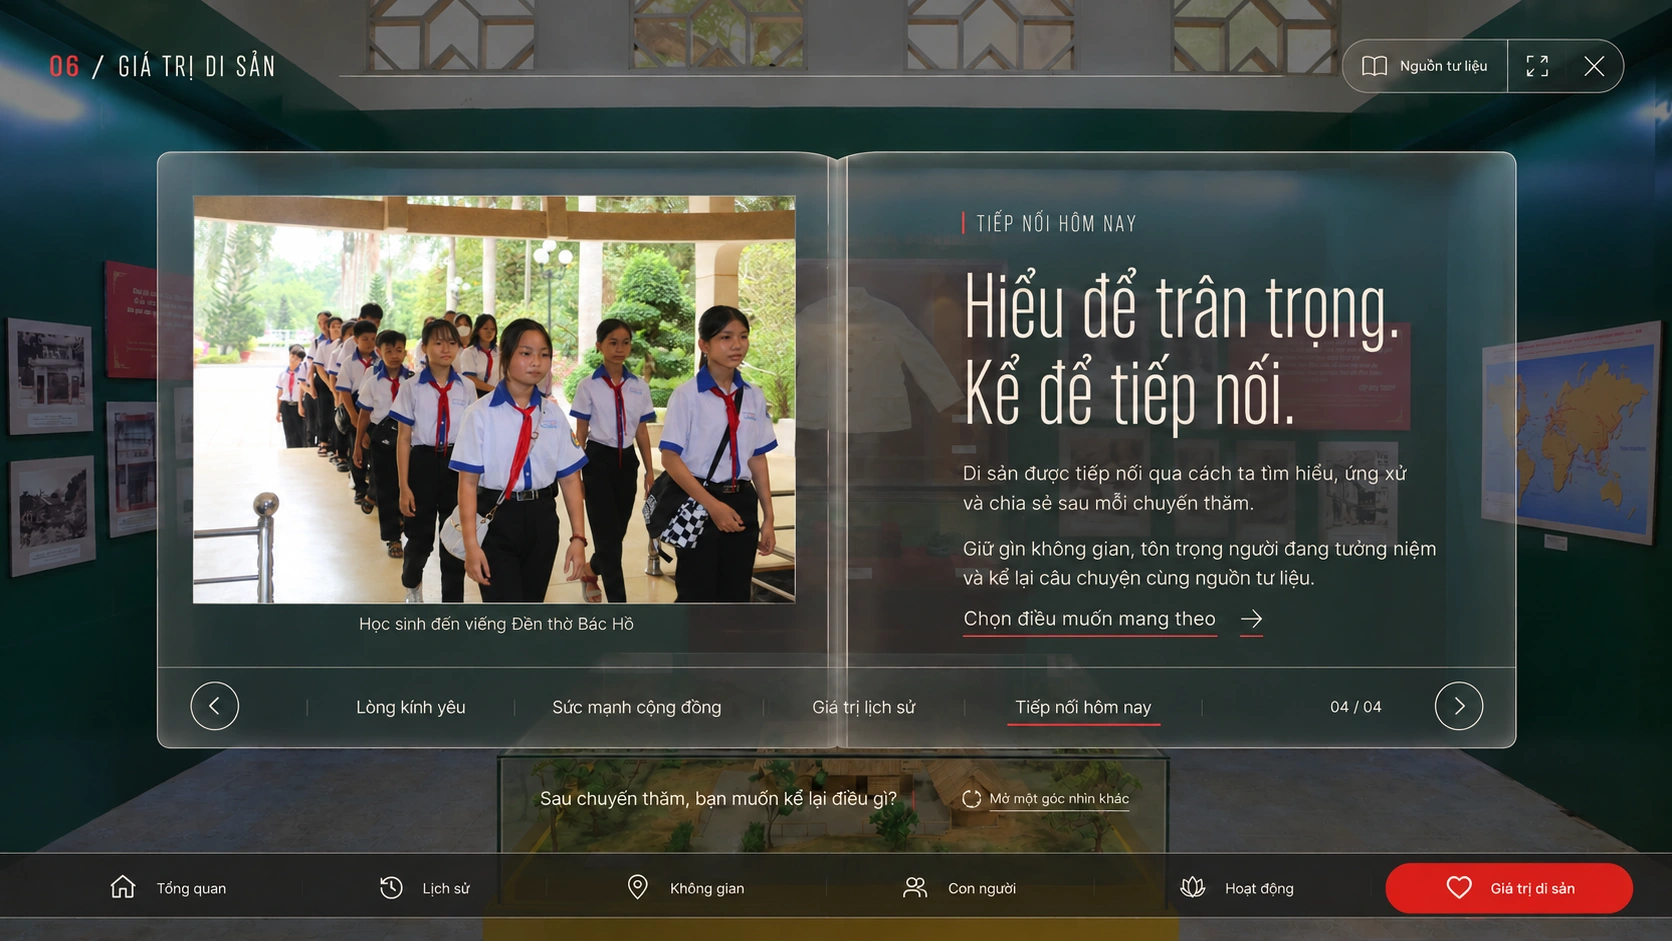 06 / GIÁ TRỊ DI SẢN
Nguồn tư liệu
TIẾP NỐI HÔM NAY
Hiểu để trân trọng.
Kể để tiếp nối.
Di sản được tiếp nối qua cách ta tìm hiểu, ứng xử
và chia sẻ sau mỗi chuyến thăm.
Giữ gìn không gian, tôn trọng người đang tưởng niệm
và kể lại câu chuyện cùng nguồn tư liệu.
Chọn điều muốn mang theo
Học sinh đến viếng Đền thờ Bác Hồ
Lòng kính yêu
Sức mạnh cộng đồng
Giá trị lịch sử
Tiếp nối hôm nay
04 / 04
Sau chuyến thăm, bạn muốn kể lại điều gì?
Mở một góc nhìn khác
Tổng quan
Lịch sử
Không gian
Con người
Hoạt động
Giá trị di sản